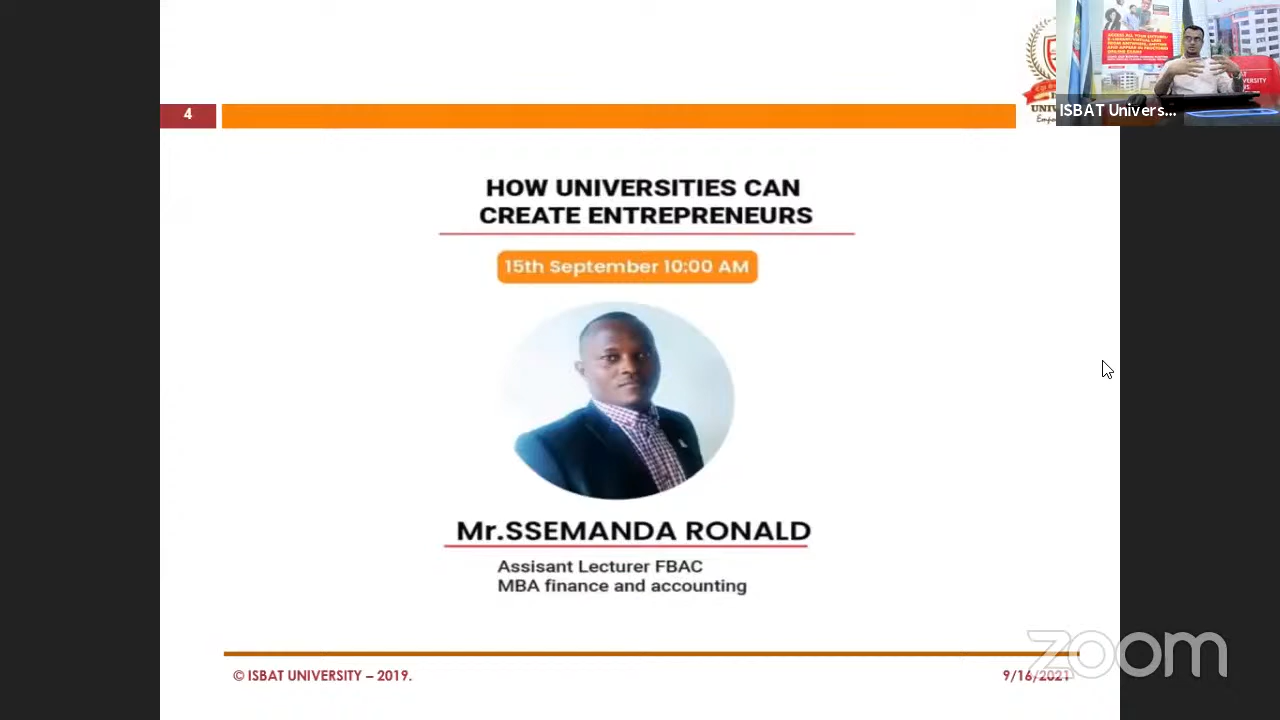 4
ISBAT Univers...
HOW UNIVERSITIES CAN
CREATE ENTREPRENEURS
15th September 10:00 AM
Mr.SSEMANDA RONALD
Assisant Lecturer FBAC
MBA finance and accounting
© ISBAT UNIVERSITY – 2019.
9/16/2021
zoom